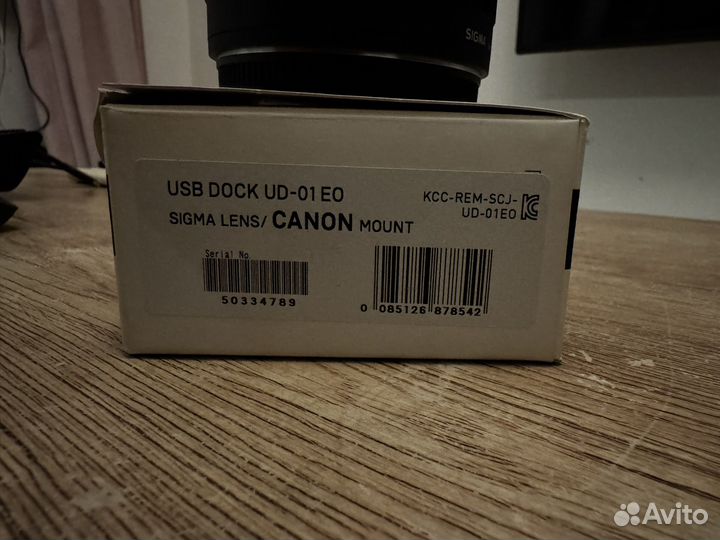 SIGMA
USB DOCK UD-01 EO
KCC-REM-SCJ-
UD-01EO
SIGMA LENS/ CANON MOUNT
Serial No.
50334789
0 085126 878542
Avito